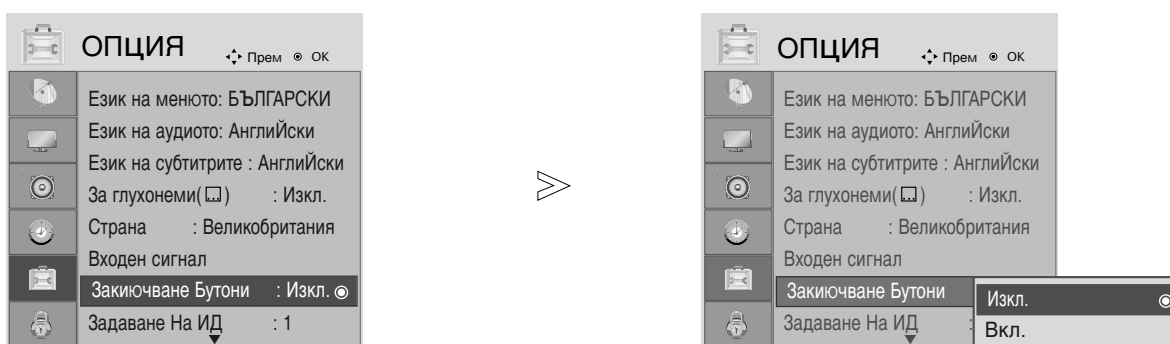 ОПЦИЯ Прем ОК
Език на менюто: БЪЛГАРСКИ
Език на аудиото: АнглиЙски
Език на субтитрите : АнглиЙски
За глухонеми( ) : Изкл.
Страна : Великобритания
Входен сигнал
Закиючване Бутони : Изкл.
Задаване На ИД : 1
ОПЦИЯ Прем ОК
Език на менюто: БЪЛГАРСКИ
Език на аудиото: АнглиЙски
Език на субтитрите : АнглиЙски
За глухонеми( ) : Изкл.
Страна : Великобритания
Входен сигнал
Закиючване Бутони
Изкл.
Задаване На ИД :
Вкл.